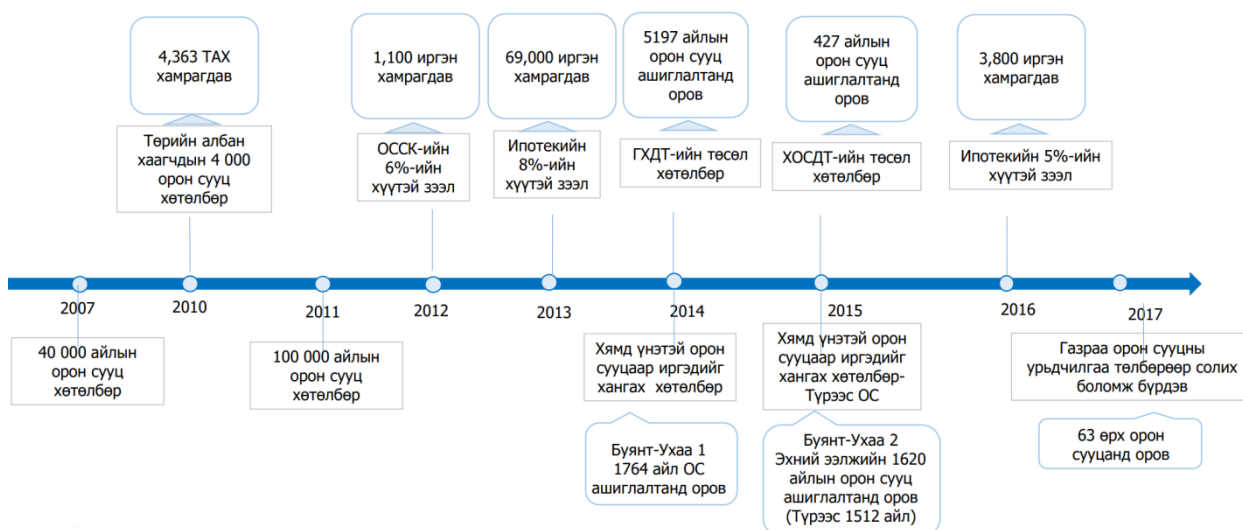 4,363 ТАХ
хамрагдав
1,100 иргэн
хамрагдав
69,000 иргэн
хамрагдав
5197 айлын
орон сууц
ашиглалтанд
оров
427 айлын
орон сууц
ашиглалтанд
оров
3,800 иргэн
хамрагдав
Төрийн албан
хаагчдын 4 000
орон сууц
хөтөлбөр
ОССК-ийн
6%-ийн
хүүтэй зээл
Ипотекийн
8%-ийн
хүүтэй зээл
ГХДТ-ийн төсөл
хөтөлбөр
ХОСДТ-ийн төсөл
хөтөлбөр
Ипотекийн 5%-ийн
хүүтэй зээл
2007
2010
2011
2012
2013
2014
2015
2016
2017
40 000 айлын
орон сууц
хөтөлбөр
100 000 айлын
орон сууц
хөтөлбөр
Хямд үнэтэй орон
сууцаар иргэдийг
хангах хөтөлбөр
Хямд үнэтэй орон
сууцаар иргэдийг
хангах хөтөлбөр-
Түрээс ОС
Газраа орон сууцны
урьдчилгаа төлбөрөөр солих
боломж бүрдэв
Буянт-Ухаа 1
1764 айл ОС
ашиглалтанд оров
Буянт-Ухаа 2
Эхний ээлжийн 1620
айлын орон сууц
ашиглалтанд оров
(Түрээс 1512 айл)
63 өрх орон
сууцанд оров